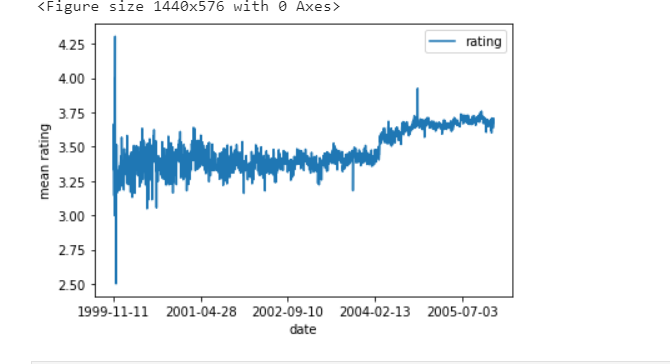 <Figure size 1440x576 with 0 Axes>
rating
4.25
4.00
3.75
3.50
3.25
3.00
2.75
2.50
mean rating
1999-11-11 2001-04-28 2002-09-10 2004-02-13 2005-07-03
date